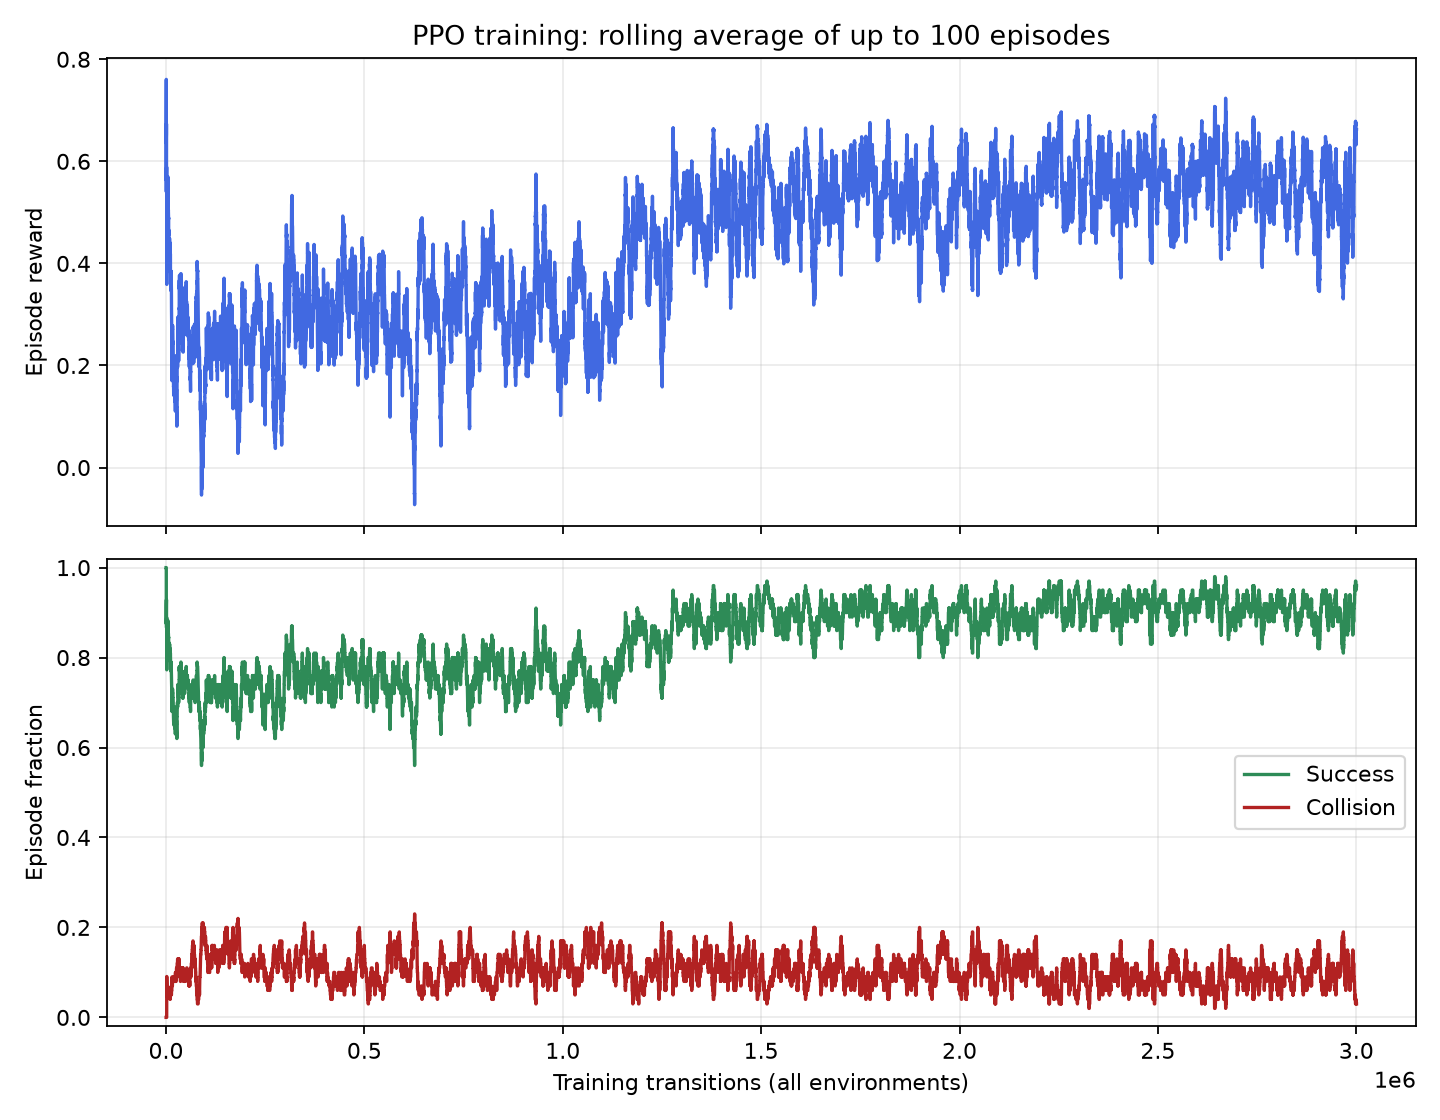 PPO training: rolling average of up to 100 episodes
0.8
0.6
0.4
0.2
0.0
Episode reward
1.0
0.8
0.6
0.4
0.2
0.0
Episode fraction
Success
Collision
0.0 0.5 1.0 1.5 2.0 2.5 3.0
1e6
Training transitions (all environments)